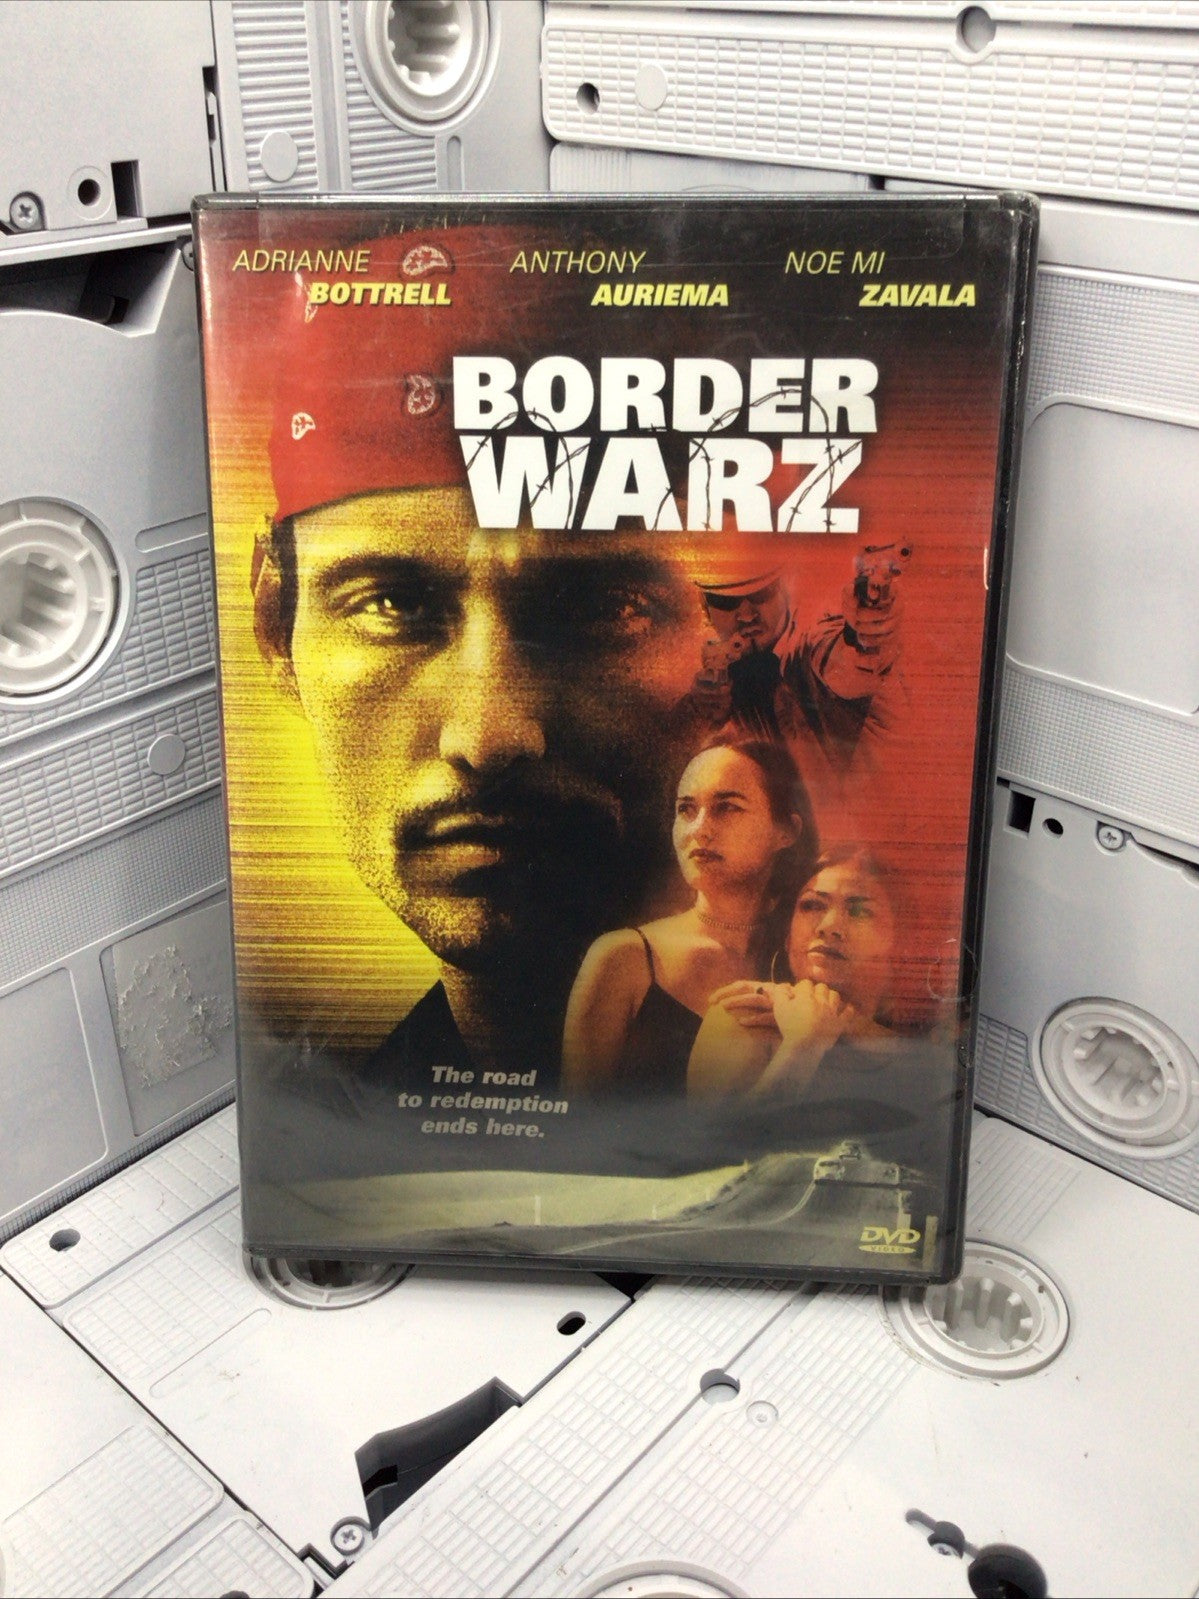 ADRIANNE
BOTTRELL
ANTHONY
AURIEMA
NOE MI
ZAVALA
BORDER
WARZ
The road
to redemption
ends here.
DVD
VIDEO